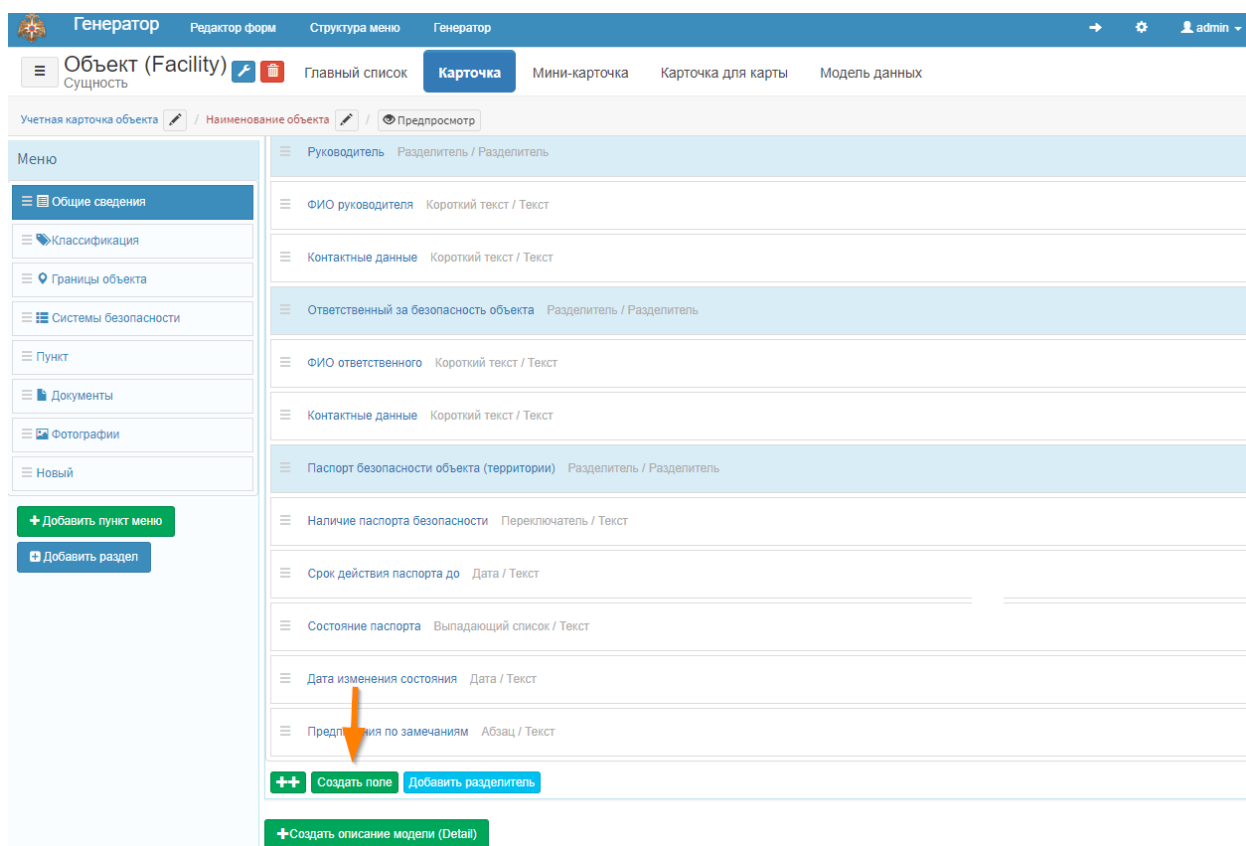 Генератор Редактор форм Структура меню Генератор admin
Объект (Facility) Главный список Карточка Мини-карточка Карточка для карты Модель данных
Сущность
Учетная карточка объекта / Наименование объекта / Предпросмотр
Меню
Общие сведения
Классификация
Границы объекта
Системы безопасности
Пункт
Документы
Фотографии
Новый
Добавить пункт меню
Добавить раздел
Руководитель Разделитель / Разделитель
ФИО руководителя Короткий текст / Текст
Контактные данные Короткий текст / Текст
Ответственный за безопасность объекта Разделитель / Разделитель
ФИО ответственного Короткий текст / Текст
Контактные данные Короткий текст / Текст
Паспорт безопасности объекта (территории) Разделитель / Разделитель
Наличие паспорта безопасности Переключатель / Текст
Срок действия паспорта до Дата / Текст
Состояние паспорта Выпадающий список / Текст
Дата изменения состояния Дата / Текст
по замечаниям Абзац / Текст
Создать поле Добавить разделитель
Создать описание модели (Detail)